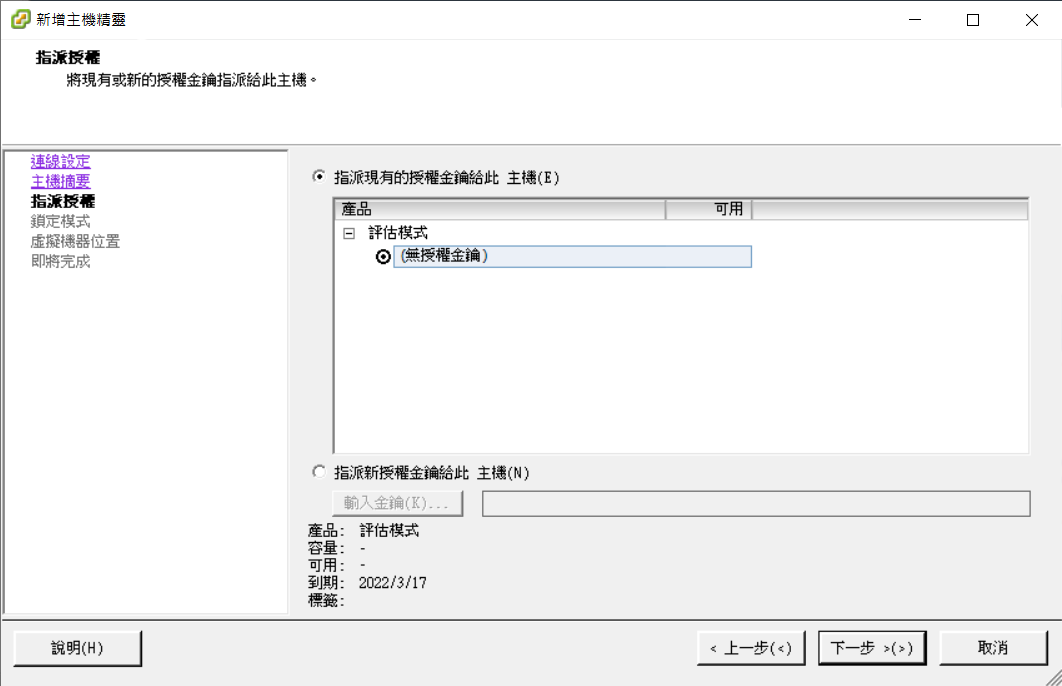 新增主機精靈
指派授權
將現有或新的授權金鑰指派給此主機。
連線設定
主機摘要
指派授權
鎖定模式
虛擬機器位置
即將完成
指派現有的授權金鑰給此 主機(E)
產品 可用
評估模式
(無授權金鑰)
指派新授權金鑰給此 主機(N)
輸入金鑰(K)...
產品: 評估模式
容量: -
可用: -
到期: 2022/3/17
標籤:
說明(H) < 上一步(<) 下一步 >(>) 取消